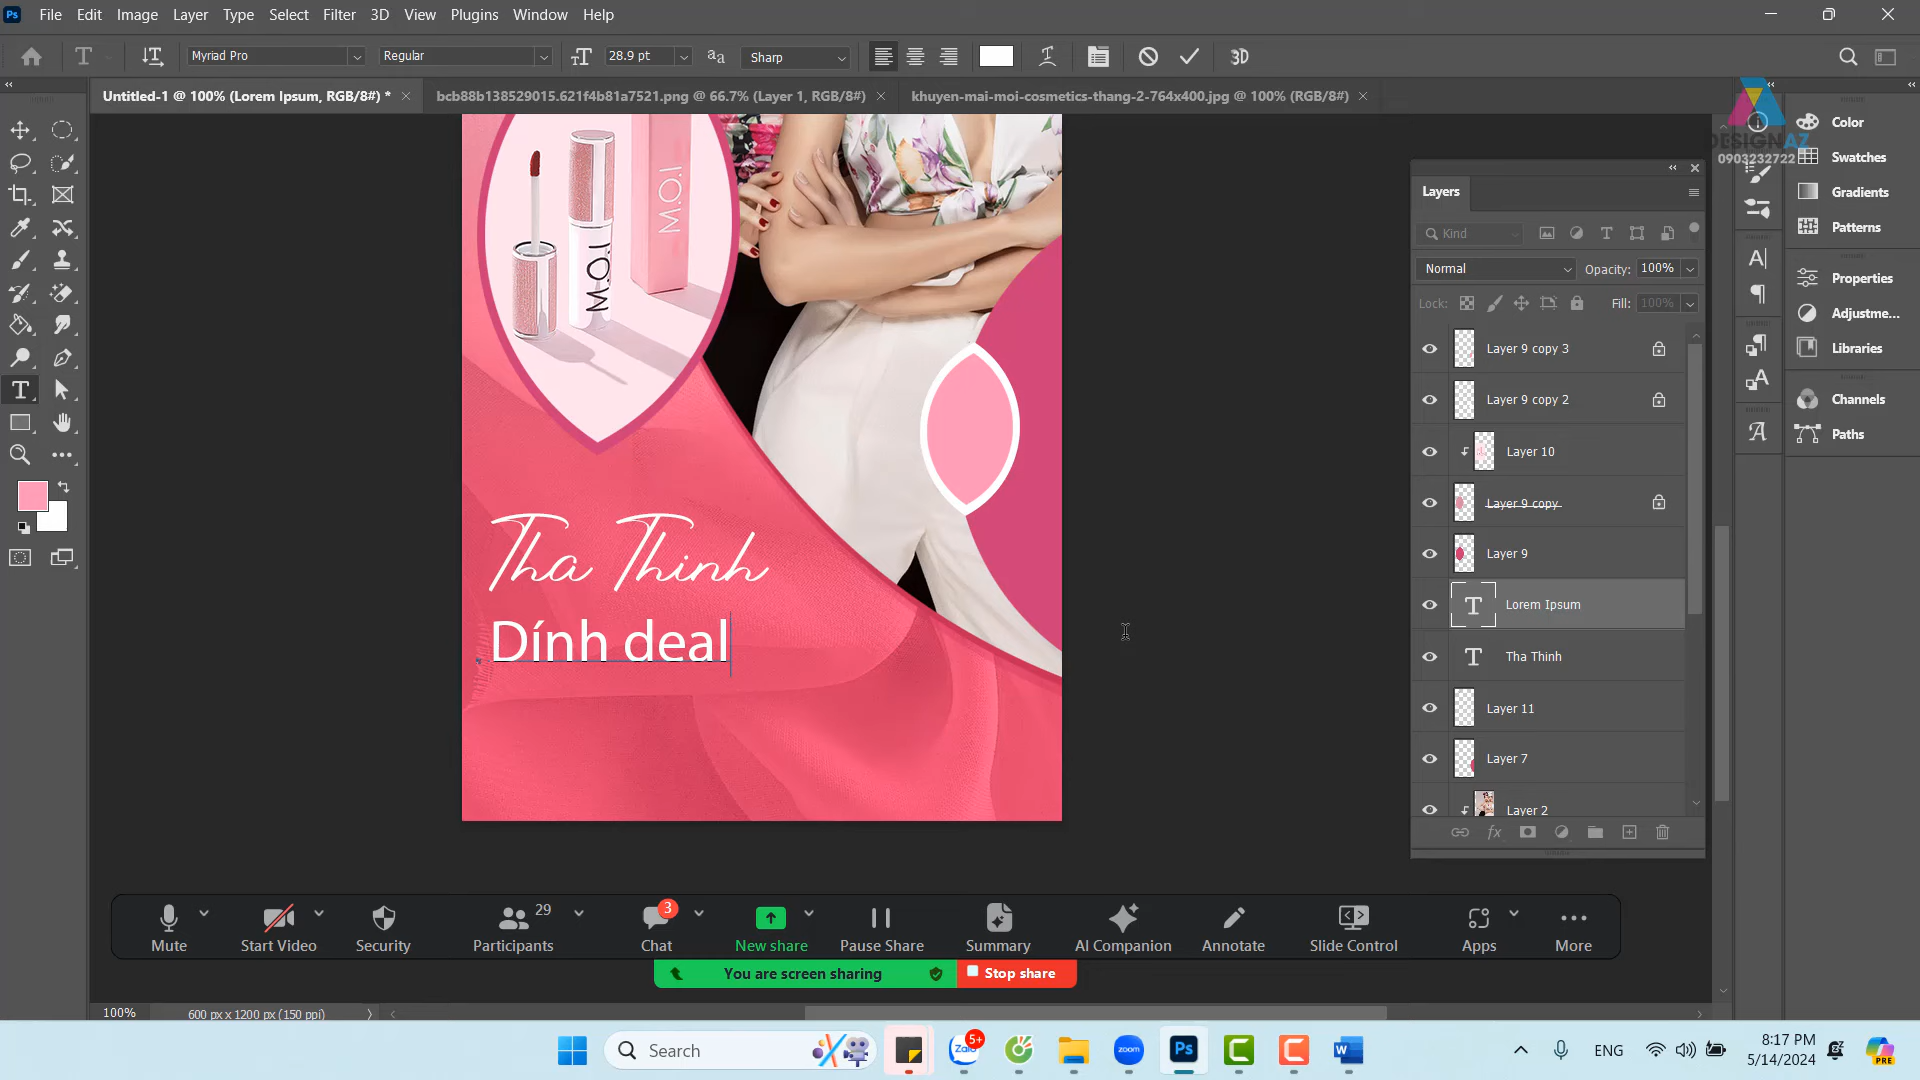 Ps File Edit Image Layer Type Select Filter 3D View Plugins Window Help
Myriad Pro Regular 28.9 pt Sharp 3D
Untitled-1 @ 100% (Lorem Ipsum, RGB/8#) * bcb88b138529015.621f4b81a7521.png @ 66.7% (Layer 1, RGB/8#) khuyen-mai-moi-cosmetics-thang-2-764x400.jpg @ 100% (RGB/8#)
DESIGN AZ
0903232722
Color
Swatches
Gradients
Patterns
Properties
Adjustme...
Libraries
Channels
Paths
Layers
Kind
Normal Opacity: 100%
Lock: Fill: 100%
Layer 9 copy 3
Layer 9 copy 2
Layer 10
Layer 9 copy
Layer 9
Lorem Ipsum
Tha Thinh
Layer 11
Layer 7
Layer 2
M.O.I
M.O.I
Tha Thinh
Dính deal
Mute Start Video Security Participants 29 Chat 3 New share Pause Share Summary AI Companion Annotate Slide Control Apps More
You are screen sharing Stop share
100% 600 px x 1200 px (150 ppi)
Search Zalo 5+ zoom Ps ENG 8:17 PM
5/14/2024 PRE